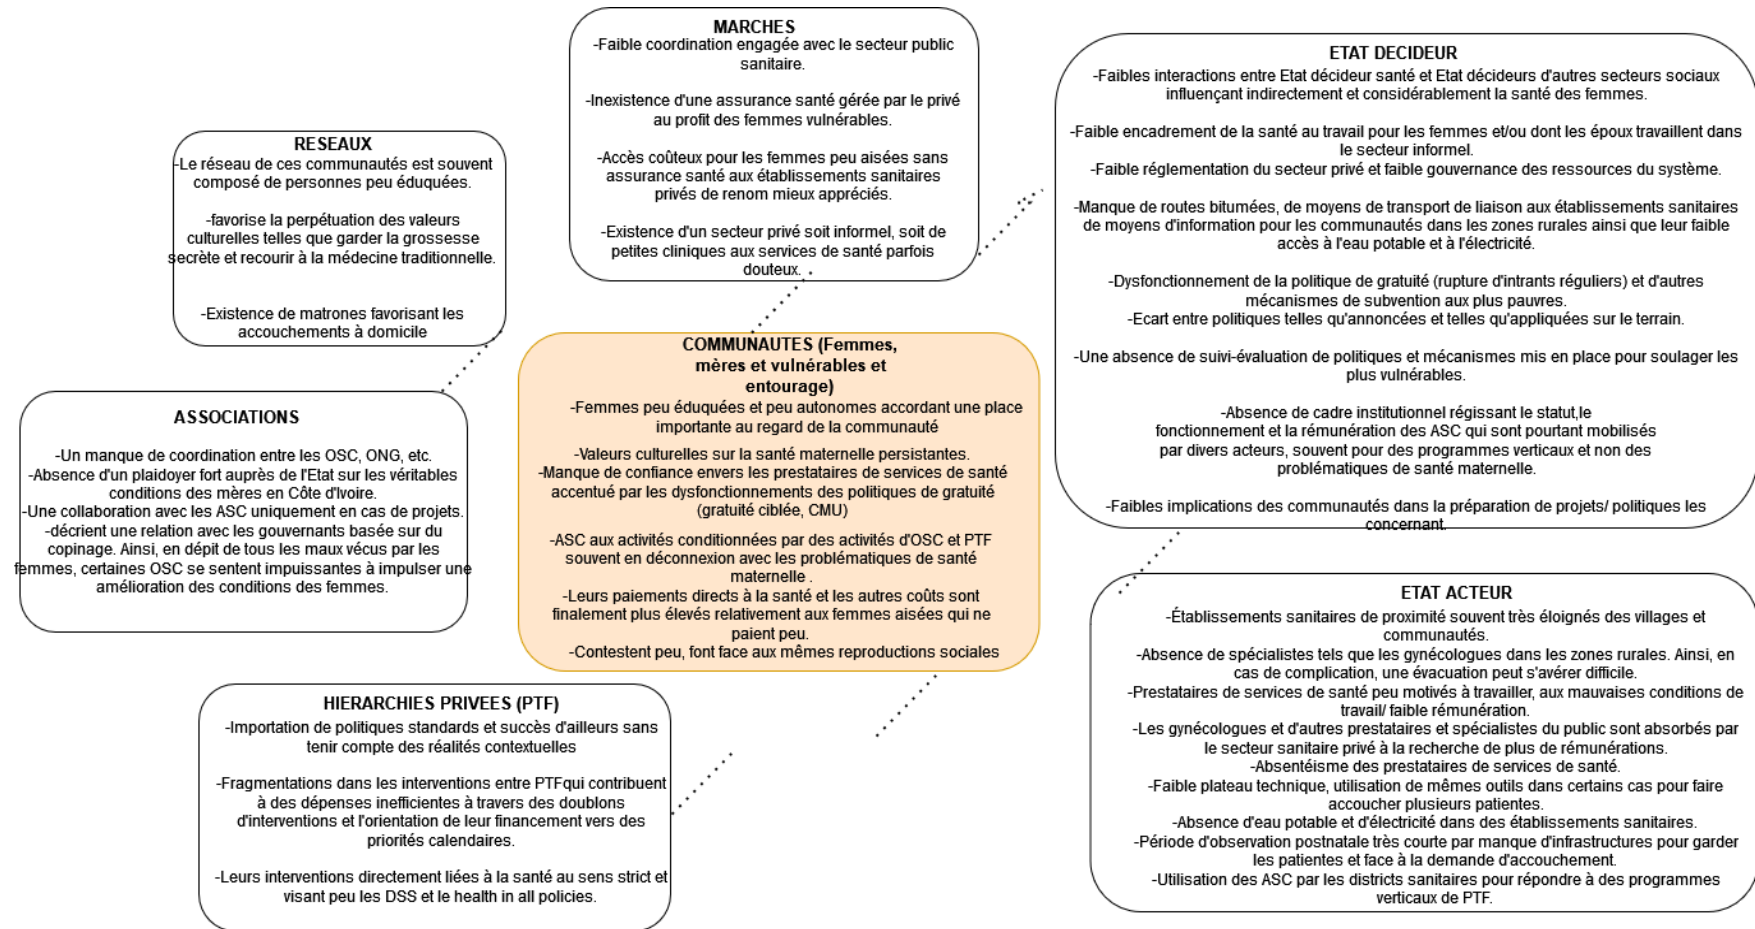 MARCHES
-Faible coordination engagée avec le secteur public
sanitaire.
-Inexistence d'une assurance santé gérée par le privé
au profit des femmes vulnérables.
-Accès coûteux pour les femmes peu aisées sans
assurance santé aux établissements sanitaires
privés de renom mieux appréciés.
-Existence d'un secteur privé soit informel, soit de
petites cliniques aux services de santé parfois
douteux.
ETAT DECIDEUR
-Faibles interactions entre Etat décideur santé et Etat décideurs d'autres secteurs sociaux
influençant indirectement et considérablement la santé des femmes.
-Faible encadrement de la santé au travail pour les femmes et/ou dont les époux travaillent dans
le secteur informel.
-Faible réglementation du secteur privé et faible gouvernance des ressources du système.
-Manque de routes bitumées, de moyens de transport de liaison aux établissements sanitaires
de moyens d'information pour les communautés dans les zones rurales ainsi que leur faible
accès à l'eau potable et à l'électricité.
-Dysfonctionnement de la politique de gratuité (rupture d'intrants réguliers) et d'autres
mécanismes de subvention aux plus pauvres.
-Ecart entre politiques telles qu'annoncées et telles qu'appliquées sur le terrain.
-Une absence de suivi-évaluation de politiques et mécanismes mis en place pour soulager les
plus vulnérables.
-Absence de cadre institutionnel régissant le statut,le
fonctionnement et la rémunération des ASC qui sont pourtant mobilisés
par divers acteurs, souvent pour des programmes verticaux et non des
problématiques de santé maternelle.
-Faibles implications des communautés dans la préparation de projets/ politiques les
concernant.
RESEAUX
-Le réseau de ces communautés est souvent
composé de personnes peu éduquées.
-favorise la perpétuation des valeurs
culturelles telles que garder la grossesse
secrète et recourir à la médecine traditionnelle.
-Existence de matrones favorisant les
accouchements à domicile
COMMUNAUTES (Femmes,
mères et vulnérables et
entourage)
-Femmes peu éduquées et peu autonomes accordant une place
importante au regard de la communauté
-Valeurs culturelles sur la santé maternelle persistantes.
-Manque de confiance envers les prestataires de services de santé
accentué par les dysfonctionnements des politiques de gratuité
(gratuité ciblée, CMU)
-ASC aux activités conditionnées par des activités d'OSC et PTF
souvent en déconnexion avec les problématiques de santé
maternelle .
-Leurs paiements directs à la santé et les autres coûts sont
finalement plus élevés relativement aux femmes aisées qui ne
paient peu.
-Contestent peu, font face aux mêmes reproductions sociales
ASSOCIATIONS
-Un manque de coordination entre les OSC, ONG, etc.
-Absence d'un plaidoyer fort auprès de l'Etat sur les véritables
conditions des mères en Côte d'Ivoire.
-Une collaboration avec les ASC uniquement en cas de projets.
-décrient une relation avec les gouvernants basée sur du
copinage. Ainsi, en dépit de tous les maux vécus par les
femmes, certaines OSC se sentent impuissantes à impulser une
amélioration des conditions des femmes.
ETAT ACTEUR
-Établissements sanitaires de proximité souvent très éloignés des villages et
communautés.
-Absence de spécialistes tels que les gynécologues dans les zones rurales. Ainsi, en
cas de complication, une évacuation peut s'avérer difficile.
-Prestataires de services de santé peu motivés à travailler, aux mauvaises conditions de
travail/ faible rémunération.
-Les gynécologues et d'autres prestataires et spécialistes du public sont absorbés par
le secteur sanitaire privé à la recherche de plus de rémunérations.
-Absentéisme des prestataires de services de santé.
-Faible plateau technique, utilisation de mêmes outils dans certains cas pour faire
accoucher plusieurs patientes.
-Absence d'eau potable et d'électricité dans des établissements sanitaires.
-Période d'observation postnatale très courte par manque d'infrastructures pour garder
les patientes et face à la demande d'accouchement.
-Utilisation des ASC par les districts sanitaires pour répondre à des programmes
verticaux de PTF.
HIERARCHIES PRIVEES (PTF)
-Importation de politiques standards et succès d'ailleurs sans
tenir compte des réalités contextuelles
-Fragmentations dans les interventions entre PTFqui contribuent
à des dépenses inefficientes à travers des doublons
d'interventions et l'orientation de leur financement vers des
priorités calendaires.
-Leurs interventions directement liées à la santé au sens strict et
visant peu les DSS et le health in all policies.